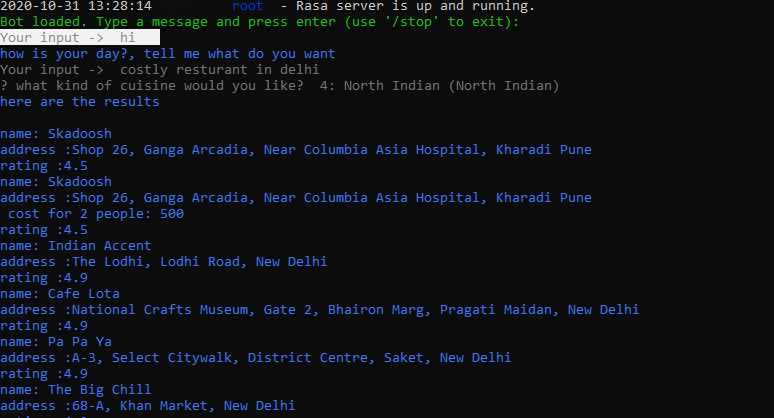 2020-10-31 13:28:14 root - Rasa server is up and running.
Bot loaded. Type a message and press enter (use '/stop' to exit):
Your input -> hi
how is your day?, tell me what do you want
Your input -> costly resturant in delhi
? what kind of cuisine would you like? 4: North Indian (North Indian)
here are the results
name: Skadoosh
address :Shop 26, Ganga Arcadia, Near Columbia Asia Hospital, Kharadi Pune
rating :4.5
name: Skadoosh
address :Shop 26, Ganga Arcadia, Near Columbia Asia Hospital, Kharadi Pune
cost for 2 people: 500
rating :4.5
name: Indian Accent
address :The Lodhi, Lodhi Road, New Delhi
rating :4.9
name: Cafe Lota
address :National Crafts Museum, Gate 2, Bhairon Marg, Pragati Maidan, New Delhi
rating :4.9
name: Pa Pa Ya
address :A-3, Select Citywalk, District Centre, Saket, New Delhi
rating :4.9
name: The Big Chill
address :68-A, Khan Market, New Delhi